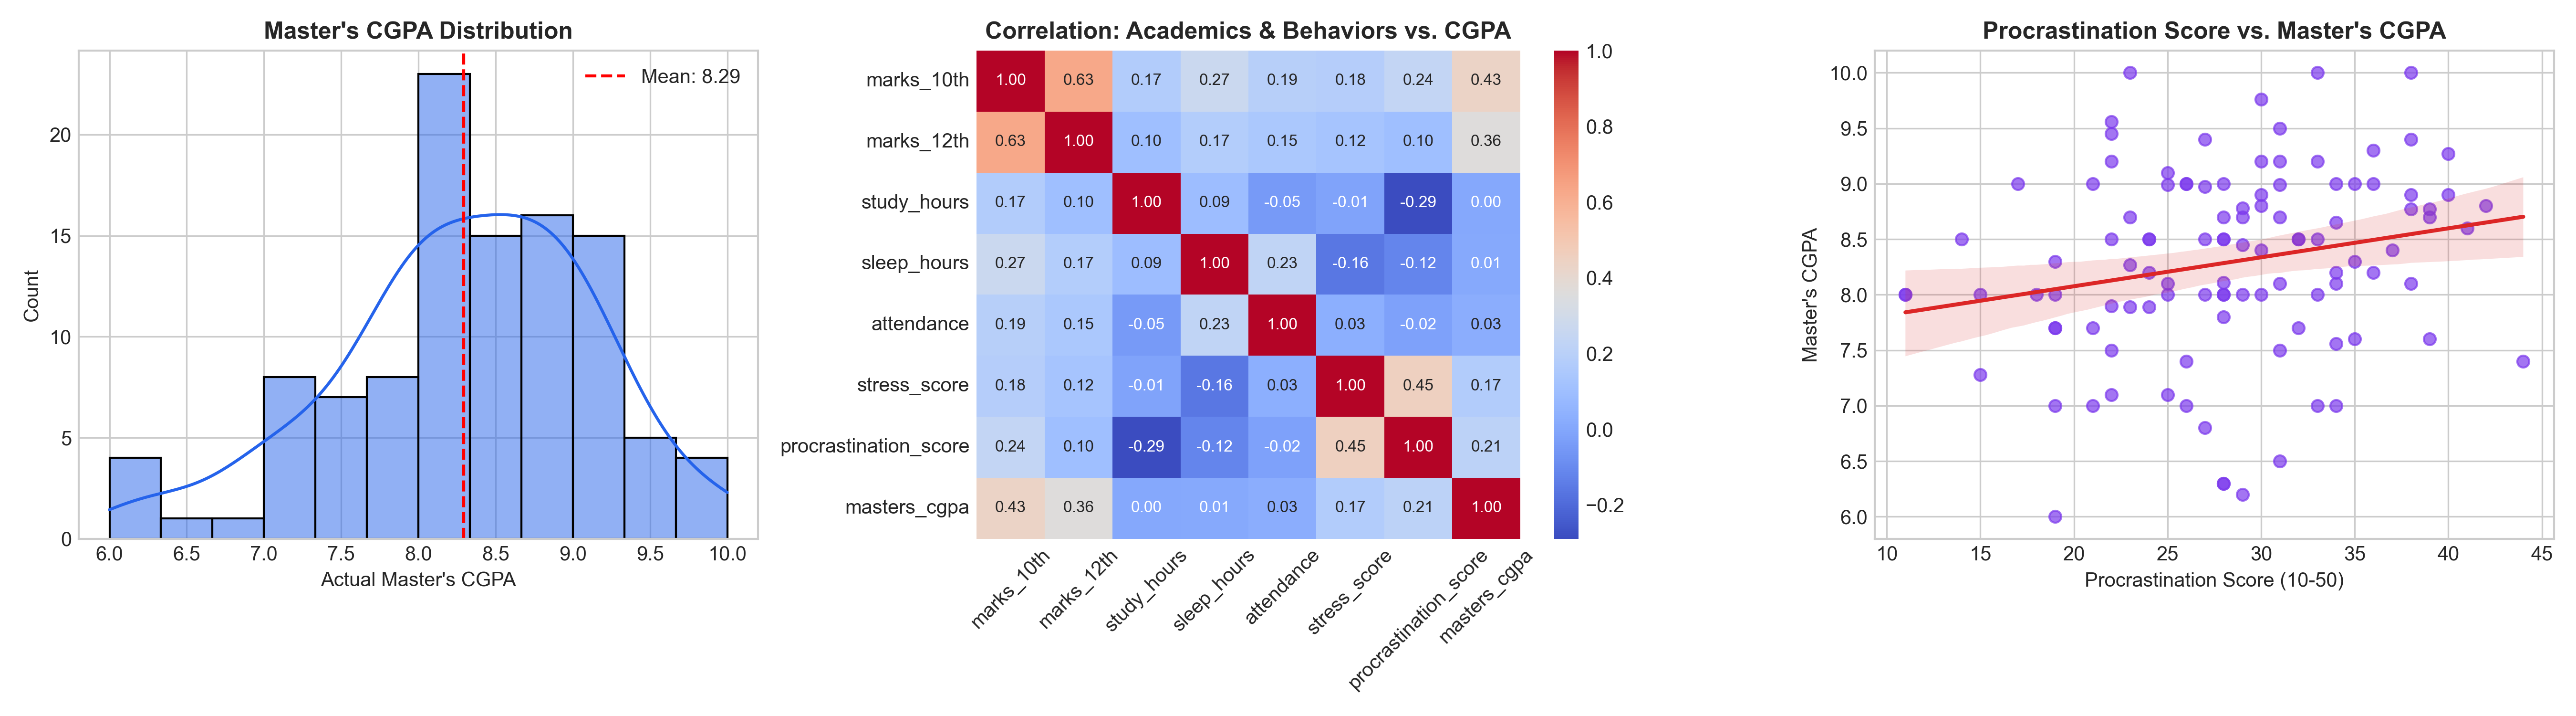 Master's CGPA Distribution
Mean: 8.29
20
15
10
5
0
Count
6.0 6.5 7.0 7.5 8.0 8.5 9.0 9.5 10.0
Actual Master's CGPA
Correlation: Academics & Behaviors vs. CGPA
marks_10th 1.00 0.63 0.17 0.27 0.19 0.18 0.24 0.43
marks_12th 0.63 1.00 0.10 0.17 0.15 0.12 0.10 0.36
study_hours 0.17 0.10 1.00 0.09 -0.05 -0.01 -0.29 0.00
sleep_hours 0.27 0.17 0.09 1.00 0.23 -0.16 -0.12 0.01
attendance 0.19 0.15 -0.05 0.23 1.00 0.03 -0.02 0.03
stress_score 0.18 0.12 -0.01 -0.16 0.03 1.00 0.45 0.17
procrastination_score 0.24 0.10 -0.29 -0.12 -0.02 0.45 1.00 0.21
masters_cgpa 0.43 0.36 0.00 0.01 0.03 0.17 0.21 1.00
marks_10th marks_12th study_hours sleep_hours attendance stress_score procrastination_score masters_cgpa
1.0
0.8
0.6
0.4
0.2
0.0
−0.2
Procrastination Score vs. Master's CGPA
10.0
9.5
9.0
8.5
8.0
7.5
7.0
6.5
6.0
Master's CGPA
10 15 20 25 30 35 40 45
Procrastination Score (10-50)